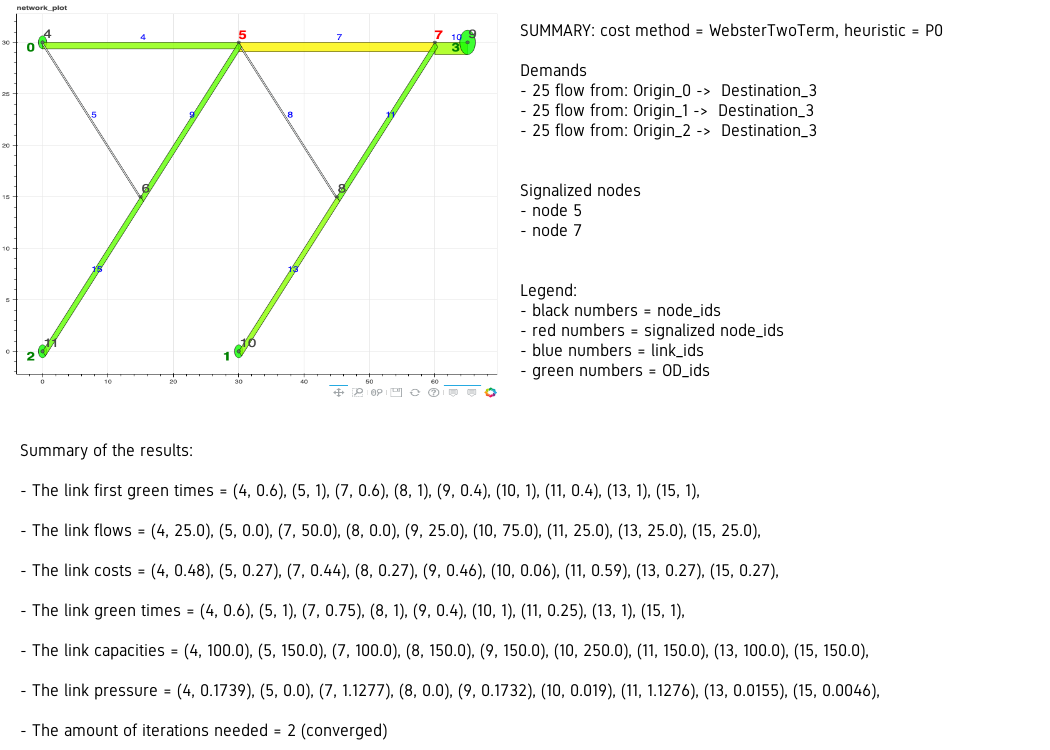 network_plot
4
5
7
9
0
4
7
10
3
30
25
5
9
8
11
20
6
8
15
10
15
13
5
11
10
0
2
1
0
10
20
30
40
50
60
SUMMARY: cost method = WebsterTwoTerm, heuristic = P0
Demands
- 25 flow from: Origin_0 -> Destination_3
- 25 flow from: Origin_1 -> Destination_3
- 25 flow from: Origin_2 -> Destination_3
Signalized nodes
- node 5
- node 7
Legend:
- black numbers = node_ids
- red numbers = signalized node_ids
- blue numbers = link_ids
- green numbers = OD_ids
Summary of the results:
- The link first green times = (4, 0.6), (5, 1), (7, 0.6), (8, 1), (9, 0.4), (10, 1), (11, 0.4), (13, 1), (15, 1),
- The link flows = (4, 25.0), (5, 0.0), (7, 50.0), (8, 0.0), (9, 25.0), (10, 75.0), (11, 25.0), (13, 25.0), (15, 25.0),
- The link costs = (4, 0.48), (5, 0.27), (7, 0.44), (8, 0.27), (9, 0.46), (10, 0.06), (11, 0.59), (13, 0.27), (15, 0.27),
- The link green times = (4, 0.6), (5, 1), (7, 0.75), (8, 1), (9, 0.4), (10, 1), (11, 0.25), (13, 1), (15, 1),
- The link capacities = (4, 100.0), (5, 150.0), (7, 100.0), (8, 150.0), (9, 150.0), (10, 250.0), (11, 150.0), (13, 100.0), (15, 150.0),
- The link pressure = (4, 0.1739), (5, 0.0), (7, 1.1277), (8, 0.0), (9, 0.1732), (10, 0.019), (11, 1.1276), (13, 0.0155), (15, 0.0046),
- The amount of iterations needed = 2 (converged)